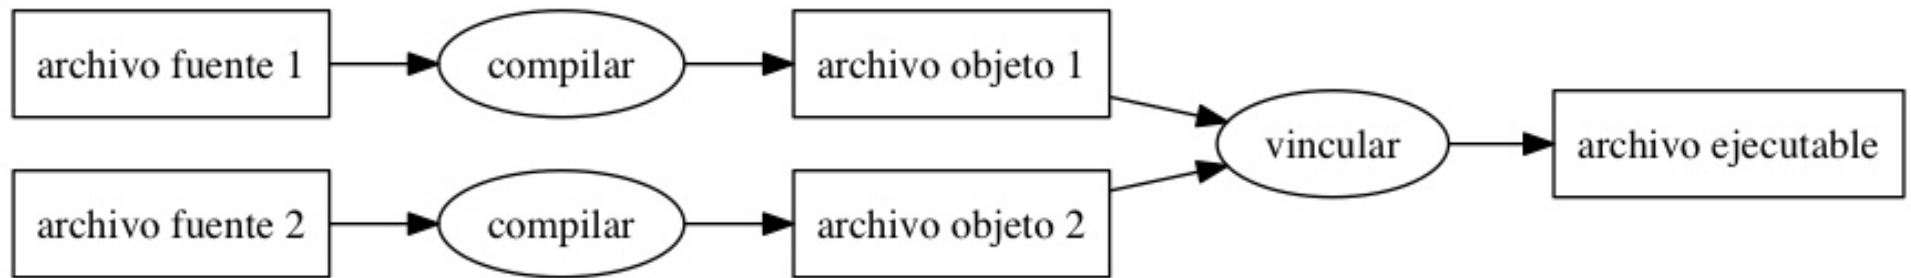 archivo fuente 1
compilar
archivo objeto 1
vincular
archivo ejecutable
archivo fuente 2
compilar
archivo objeto 2